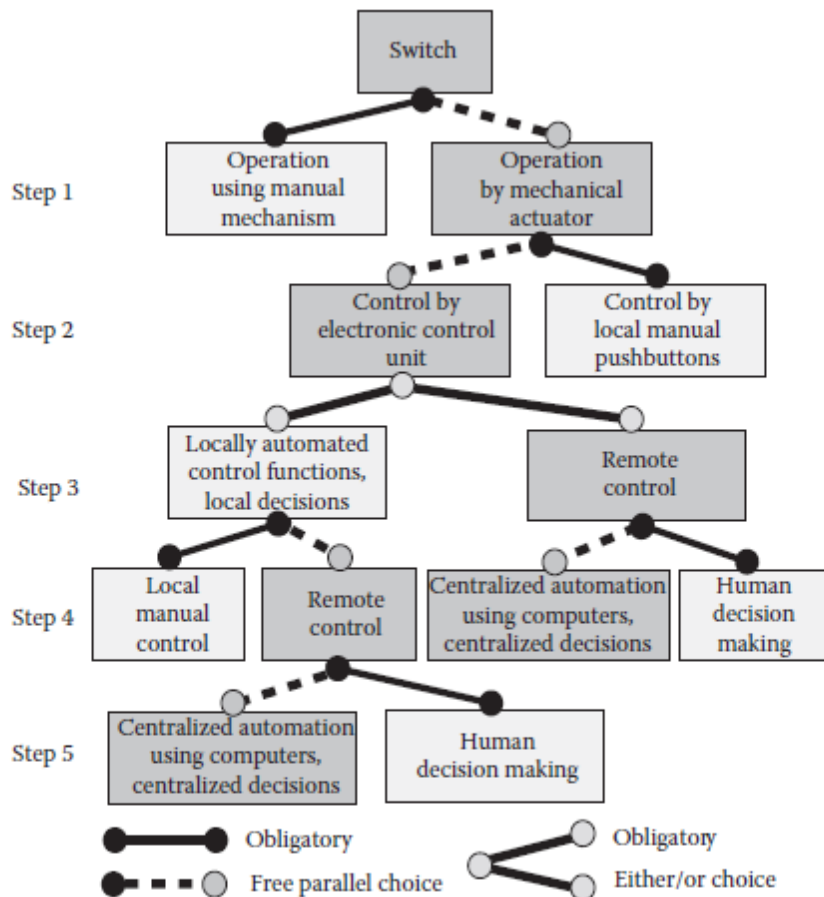 Switch
Step 1
Operation
using manual
mechanism
Operation
by mechanical
actuator
Step 2
Control by
electronic control
unit
Control by
local manual
pushbuttons
Step 3
Locally automated
control functions,
local decisions
Remote
control
Step 4
Local
manual
control
Remote
control
Centralized automation
using computers,
centralized decisions
Human
decision
making
Step 5
Centralized automation
using computers,
centralized decisions
Human
decision making
Obligatory
Free parallel choice
Obligatory
Either/or choice